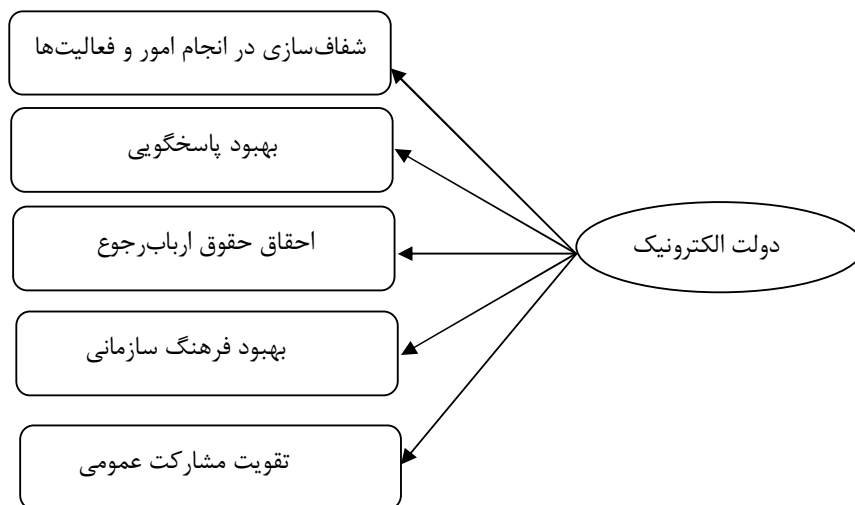 شفاف‌سازی در انجام امور و فعالیت‌ها
بهبود پاسخگویی
احقاق حقوق ارباب‌رجوع
دولت الکترونیک
بهبود فرهنگ سازمانی
تقویت مشارکت عمومی